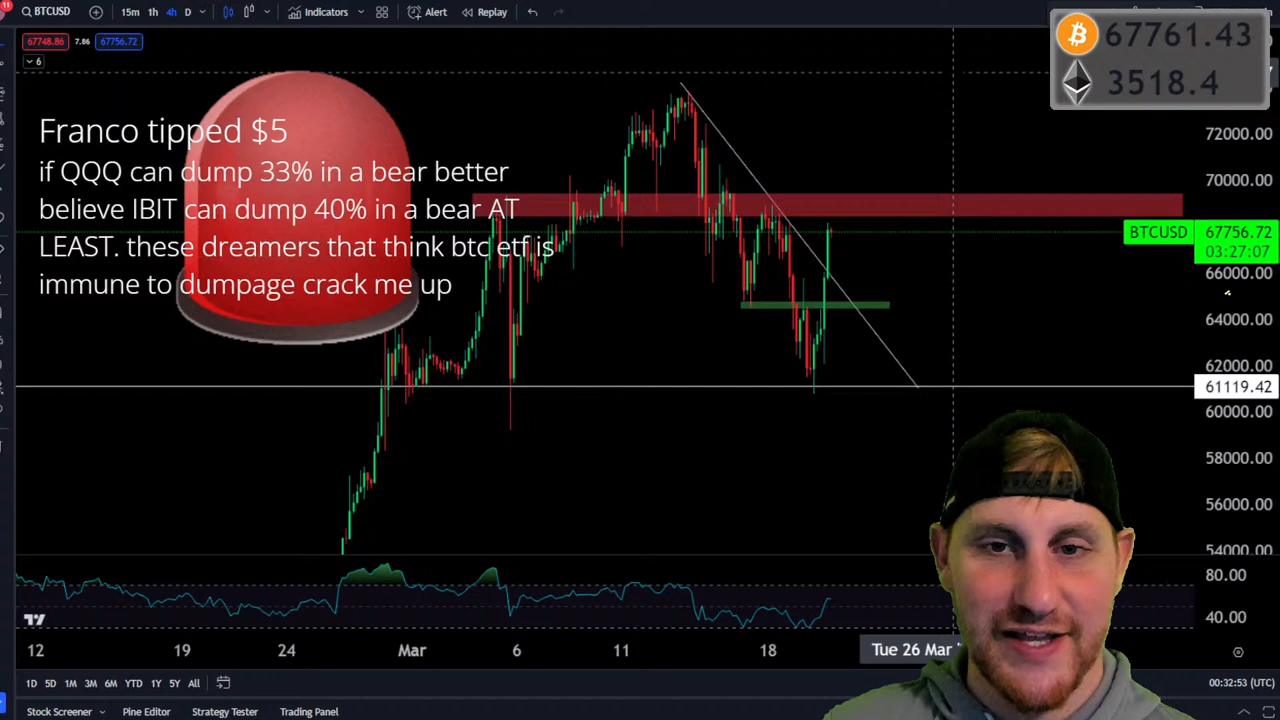 11
BTCUSD
15m 1h 4h D Indicators Alert Replay
67748.86 7.86 67756.72
6
67761.43
3518.4
Franco tipped $5
if QQQ can dump 33% in a bear better
believe IBIT can dump 40% in a bear AT
LEAST. these dreamers that think btc etf is
immune to dumpage crack me up
72000.00
70000.00
BTCUSD 67756.72
03:27:07
66000.00
64000.00
62000.00
61119.42
60000.00
58000.00
56000.00
54000.00
80.00
40.00
12 19 24 Mar 6 11 18 Tue 26 Mar
1D 5D 1M 3M 6M YTD 1Y 5Y All
00:32:53 (UTC)
Stock Screener Pine Editor Strategy Tester Trading Panel